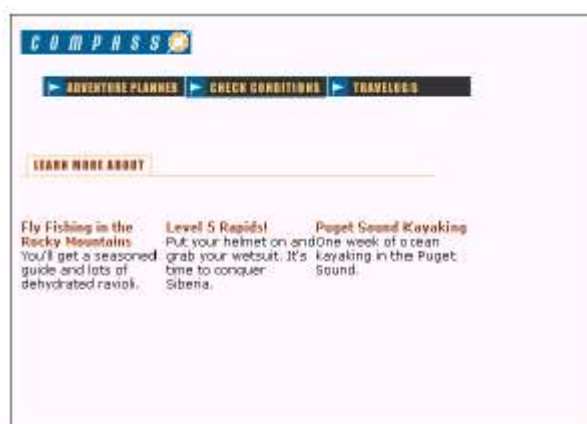 COMPASS
ADVENTURE PLANNER CHECK CONDITIONS TRAVELOGS
LEARN MORE ABOUT
Fly Fishing in the
Rocky Mountains
You'll get a seasoned
guide and lots of
dehydrated ravioli.
Level 5 Rapids!
Put your helmet on and
grab your wetsuit. It's
time to conquer
Siberia.
Puget Sound Kayaking
One week of ocean
kayaking in the Puget
Sound.